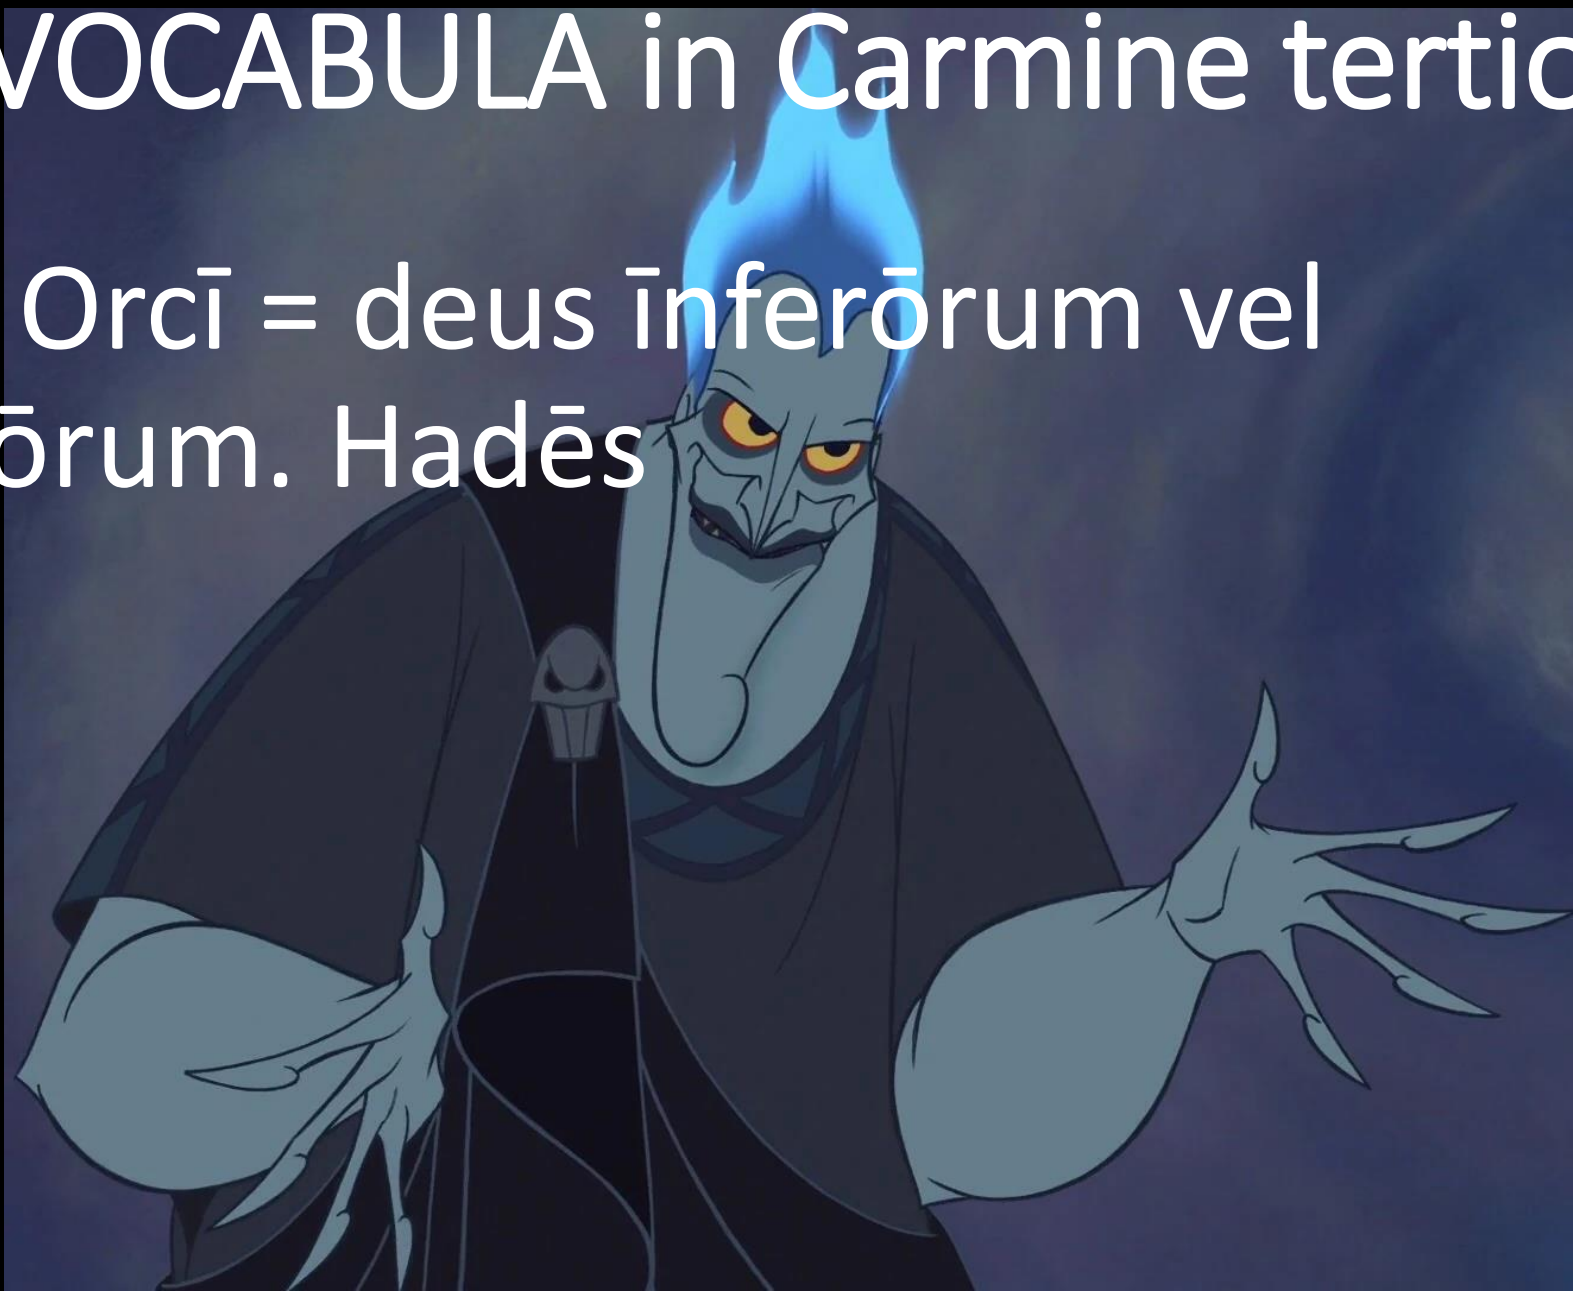 VOCABULA in Carmine tertio
Orcī = deus īnferōrum vel
ōrum. Hadēs